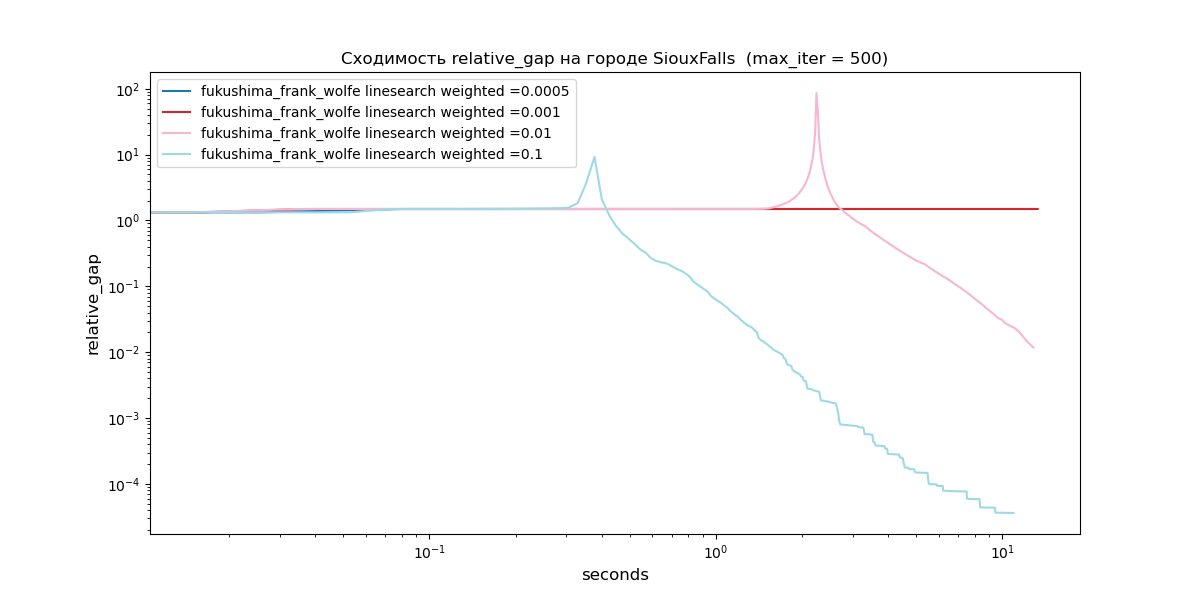 Сходимость relative_gap на городе SiouxFalls  (max_iter = 500)
fukushima_frank_wolfe linesearch weighted =0.0005
fukushima_frank_wolfe linesearch weighted =0.001
fukushima_frank_wolfe linesearch weighted =0.01
fukushima_frank_wolfe linesearch weighted =0.1
relative_gap
10²
10¹
10⁰
10⁻¹
10⁻²
10⁻³
10⁻⁴
10⁻¹
10⁰
10¹
seconds